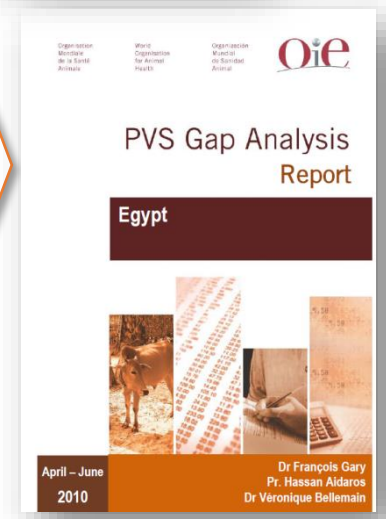 Organisation
Mondiale
de la Santé
Animale
World
Organisation
for Animal
Health
Organización
Mundial
de Sanidad
Animal
Oie
PVS Gap Analysis
Report
Egypt
April – June
2010
Dr François Gary
Pr. Hassan Aidaros
Dr Véronique Bellemain